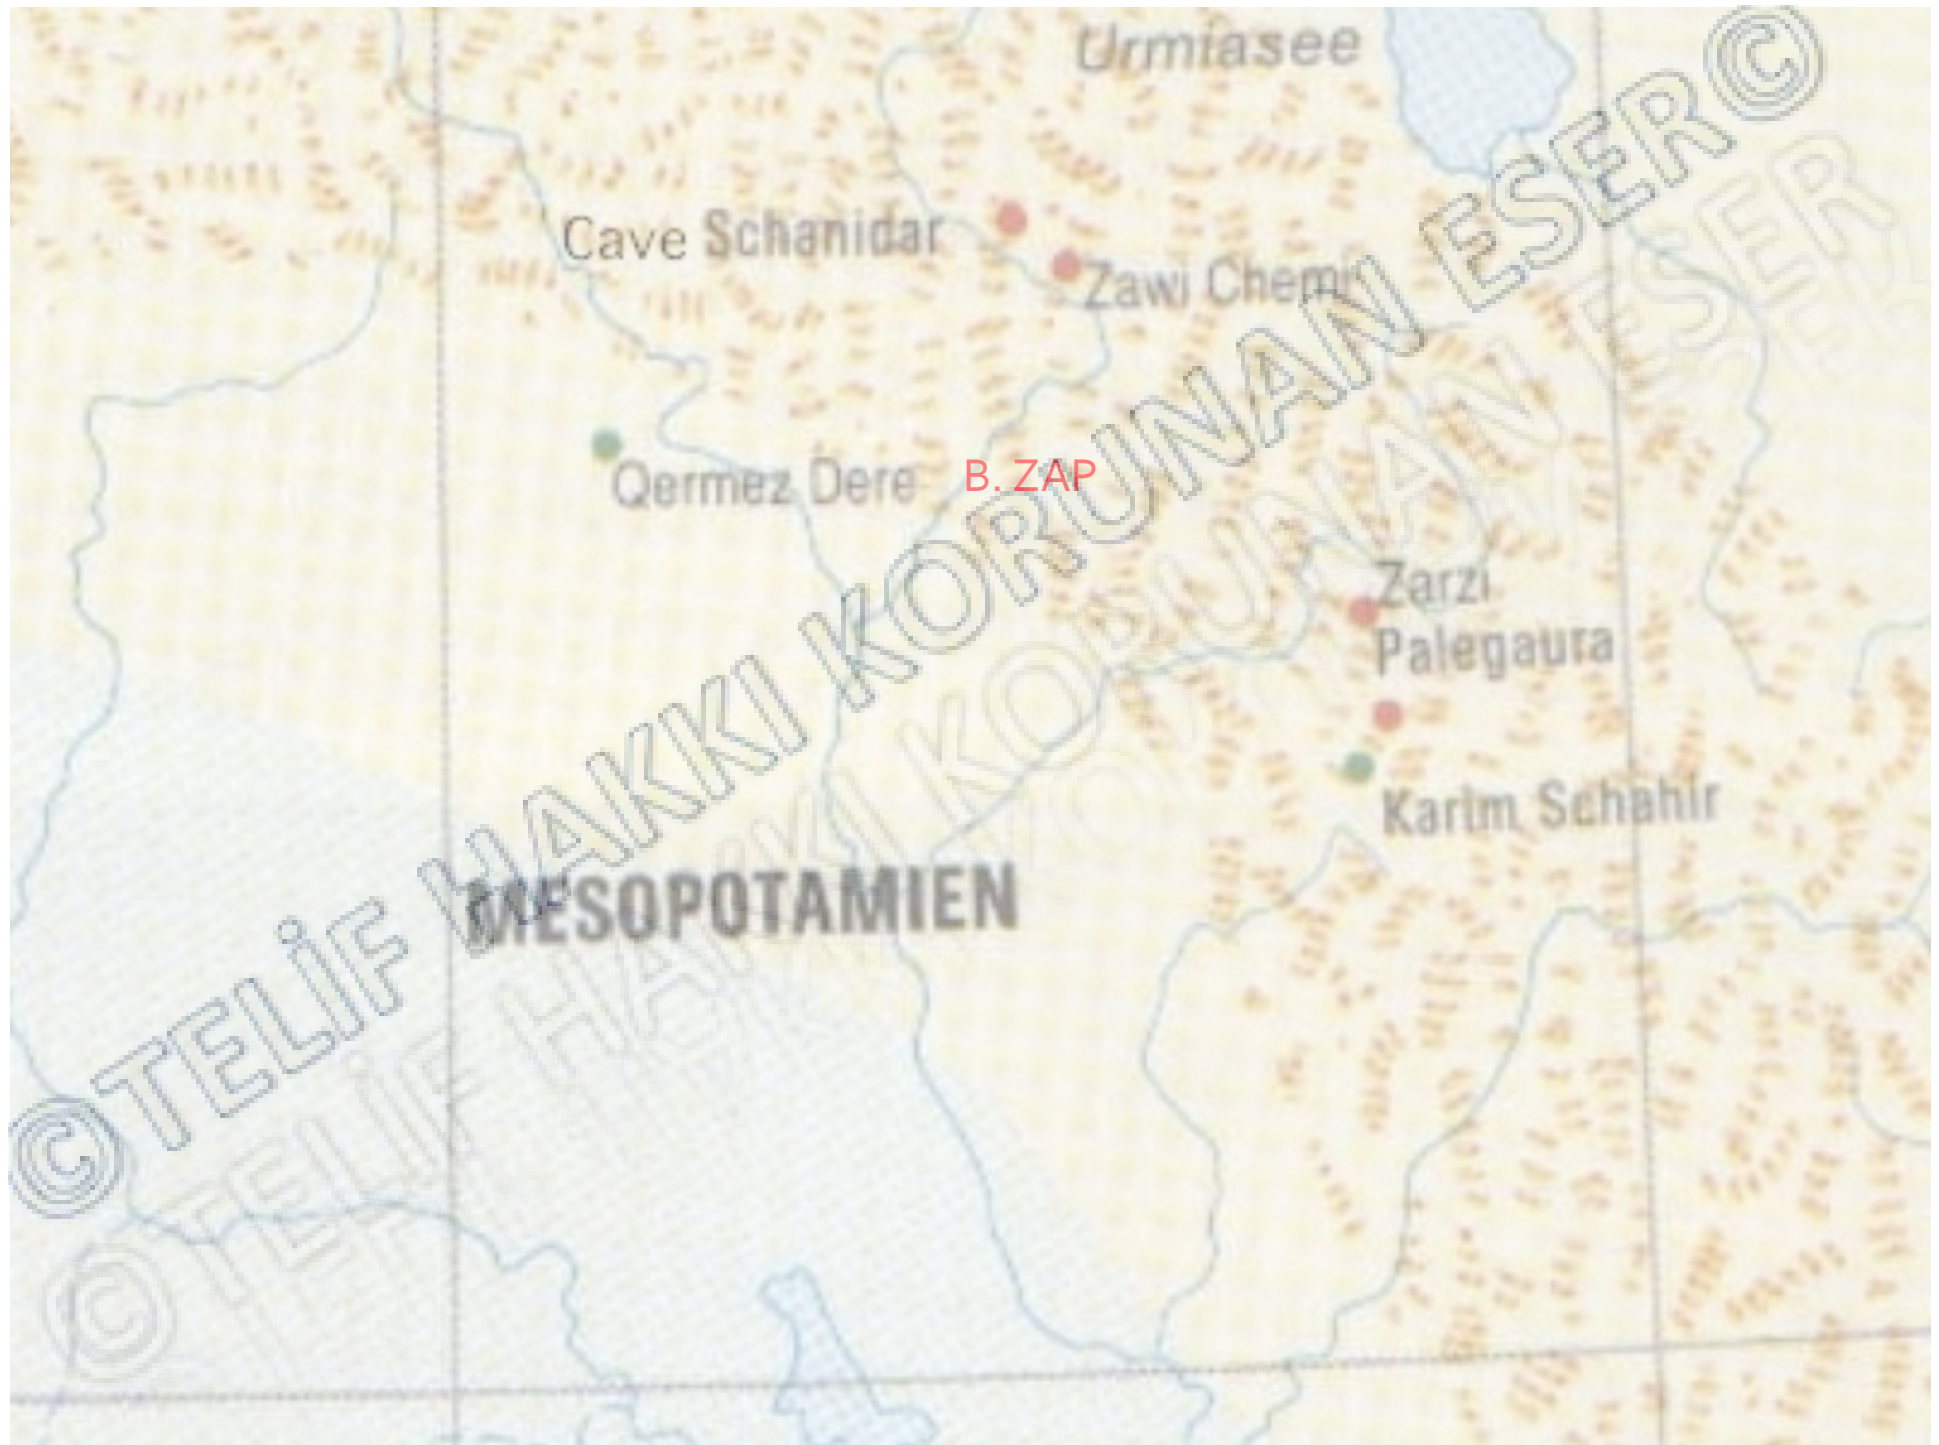 Urmiasee
Cave Schanidar
Zawi Chemi
Qermez Dere
B. ZAP
Zarzi
Palegaura
Karim Schahir
MESOPOTAMIEN
© TELİF HAKKI KORUNAN ESER ©
© TELİF HAKKI KORUNAN ESER